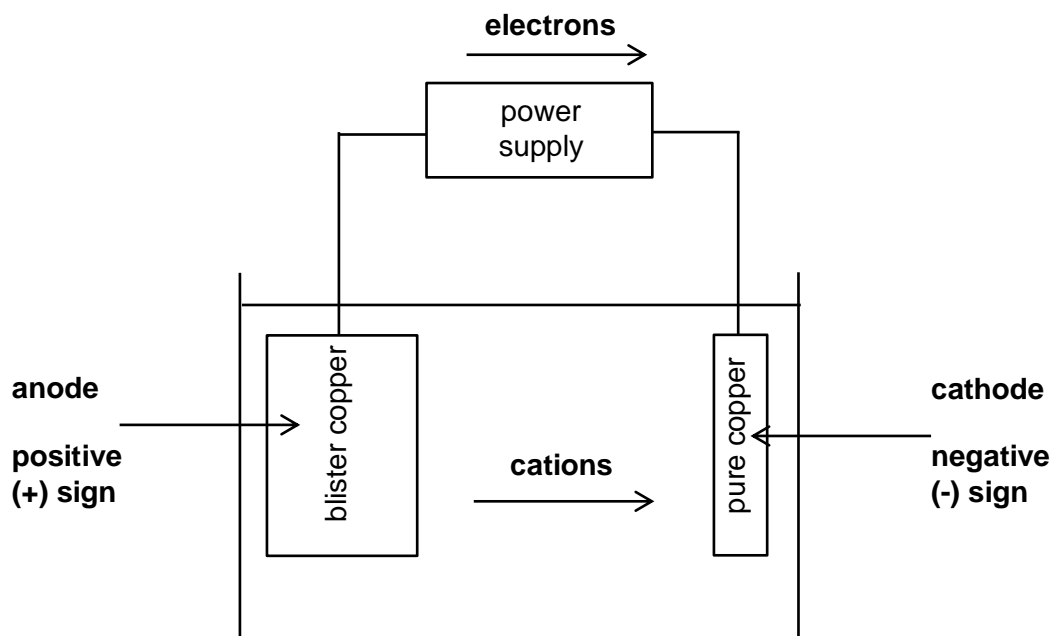 electrons
power
supply
anode
positive
(+) sign
blister copper
cations
pure copper
cathode
negative
(-) sign